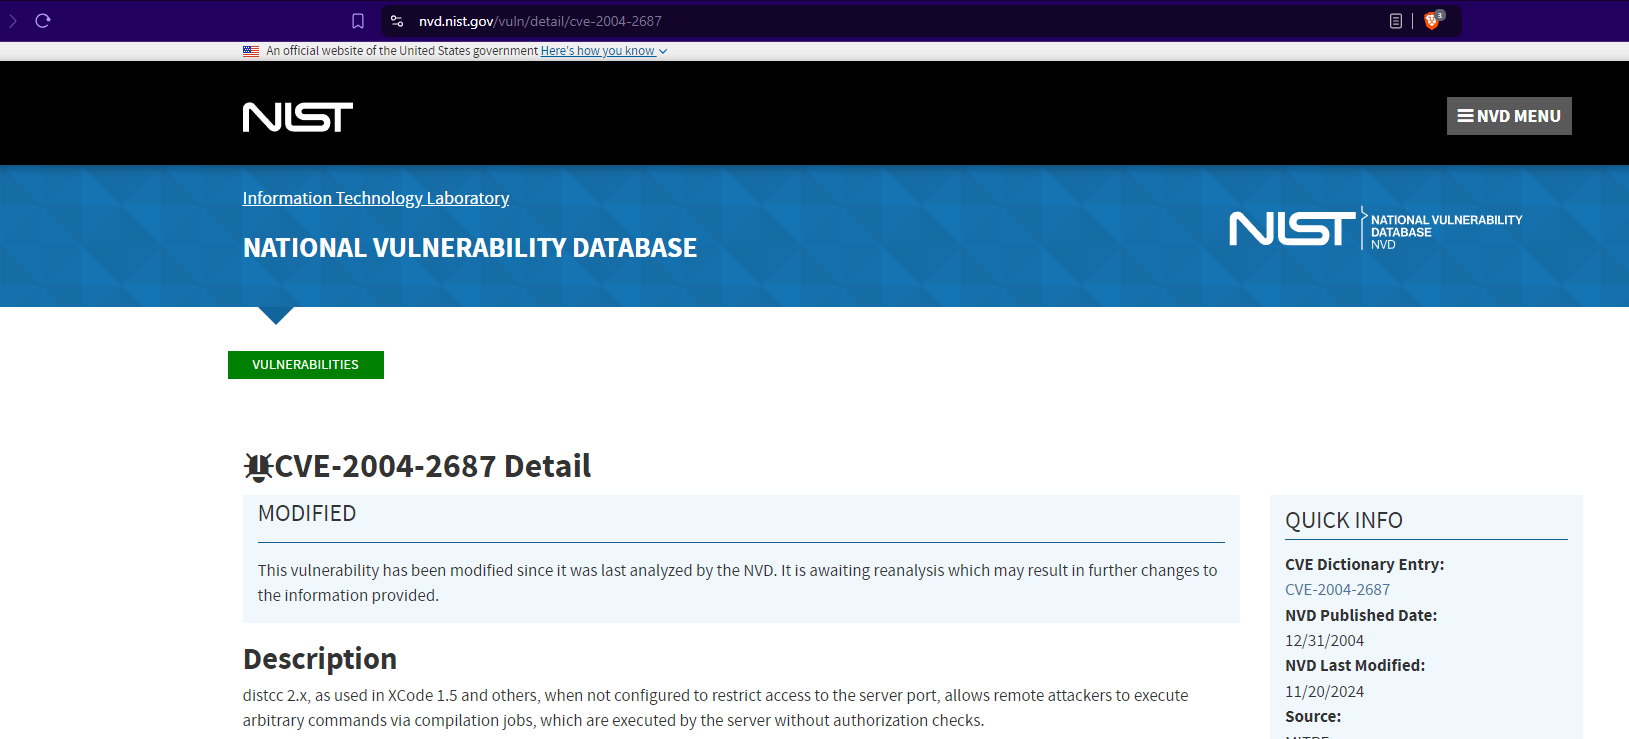 nvd.nist.gov/vuln/detail/cve-2004-2687
3
An official website of the United States government Here's how you know
NIST
NVD MENU
Information Technology Laboratory
NATIONAL VULNERABILITY DATABASE
NIST
NATIONAL VULNERABILITY
DATABASE
NVD
VULNERABILITIES
CVE-2004-2687 Detail
MODIFIED
This vulnerability has been modified since it was last analyzed by the NVD. It is awaiting reanalysis which may result in further changes to
the information provided.
Description
distcc 2.x, as used in XCode 1.5 and others, when not configured to restrict access to the server port, allows remote attackers to execute
arbitrary commands via compilation jobs, which are executed by the server without authorization checks.
QUICK INFO
CVE Dictionary Entry:
CVE-2004-2687
NVD Published Date:
12/31/2004
NVD Last Modified:
11/20/2024
Source:
MITRE